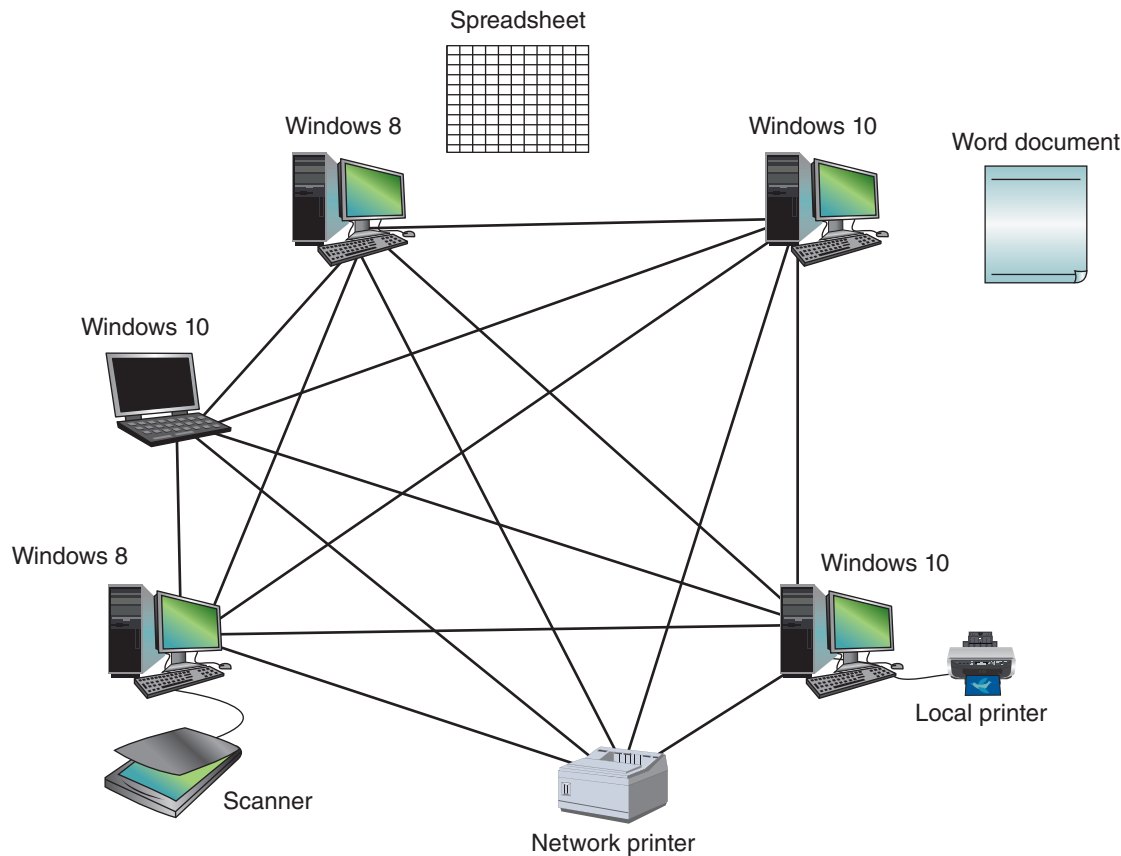 Spreadsheet
Windows 8
Windows 10
Word document
Windows 10
Windows 8
Windows 10
Local printer
Scanner
Network printer